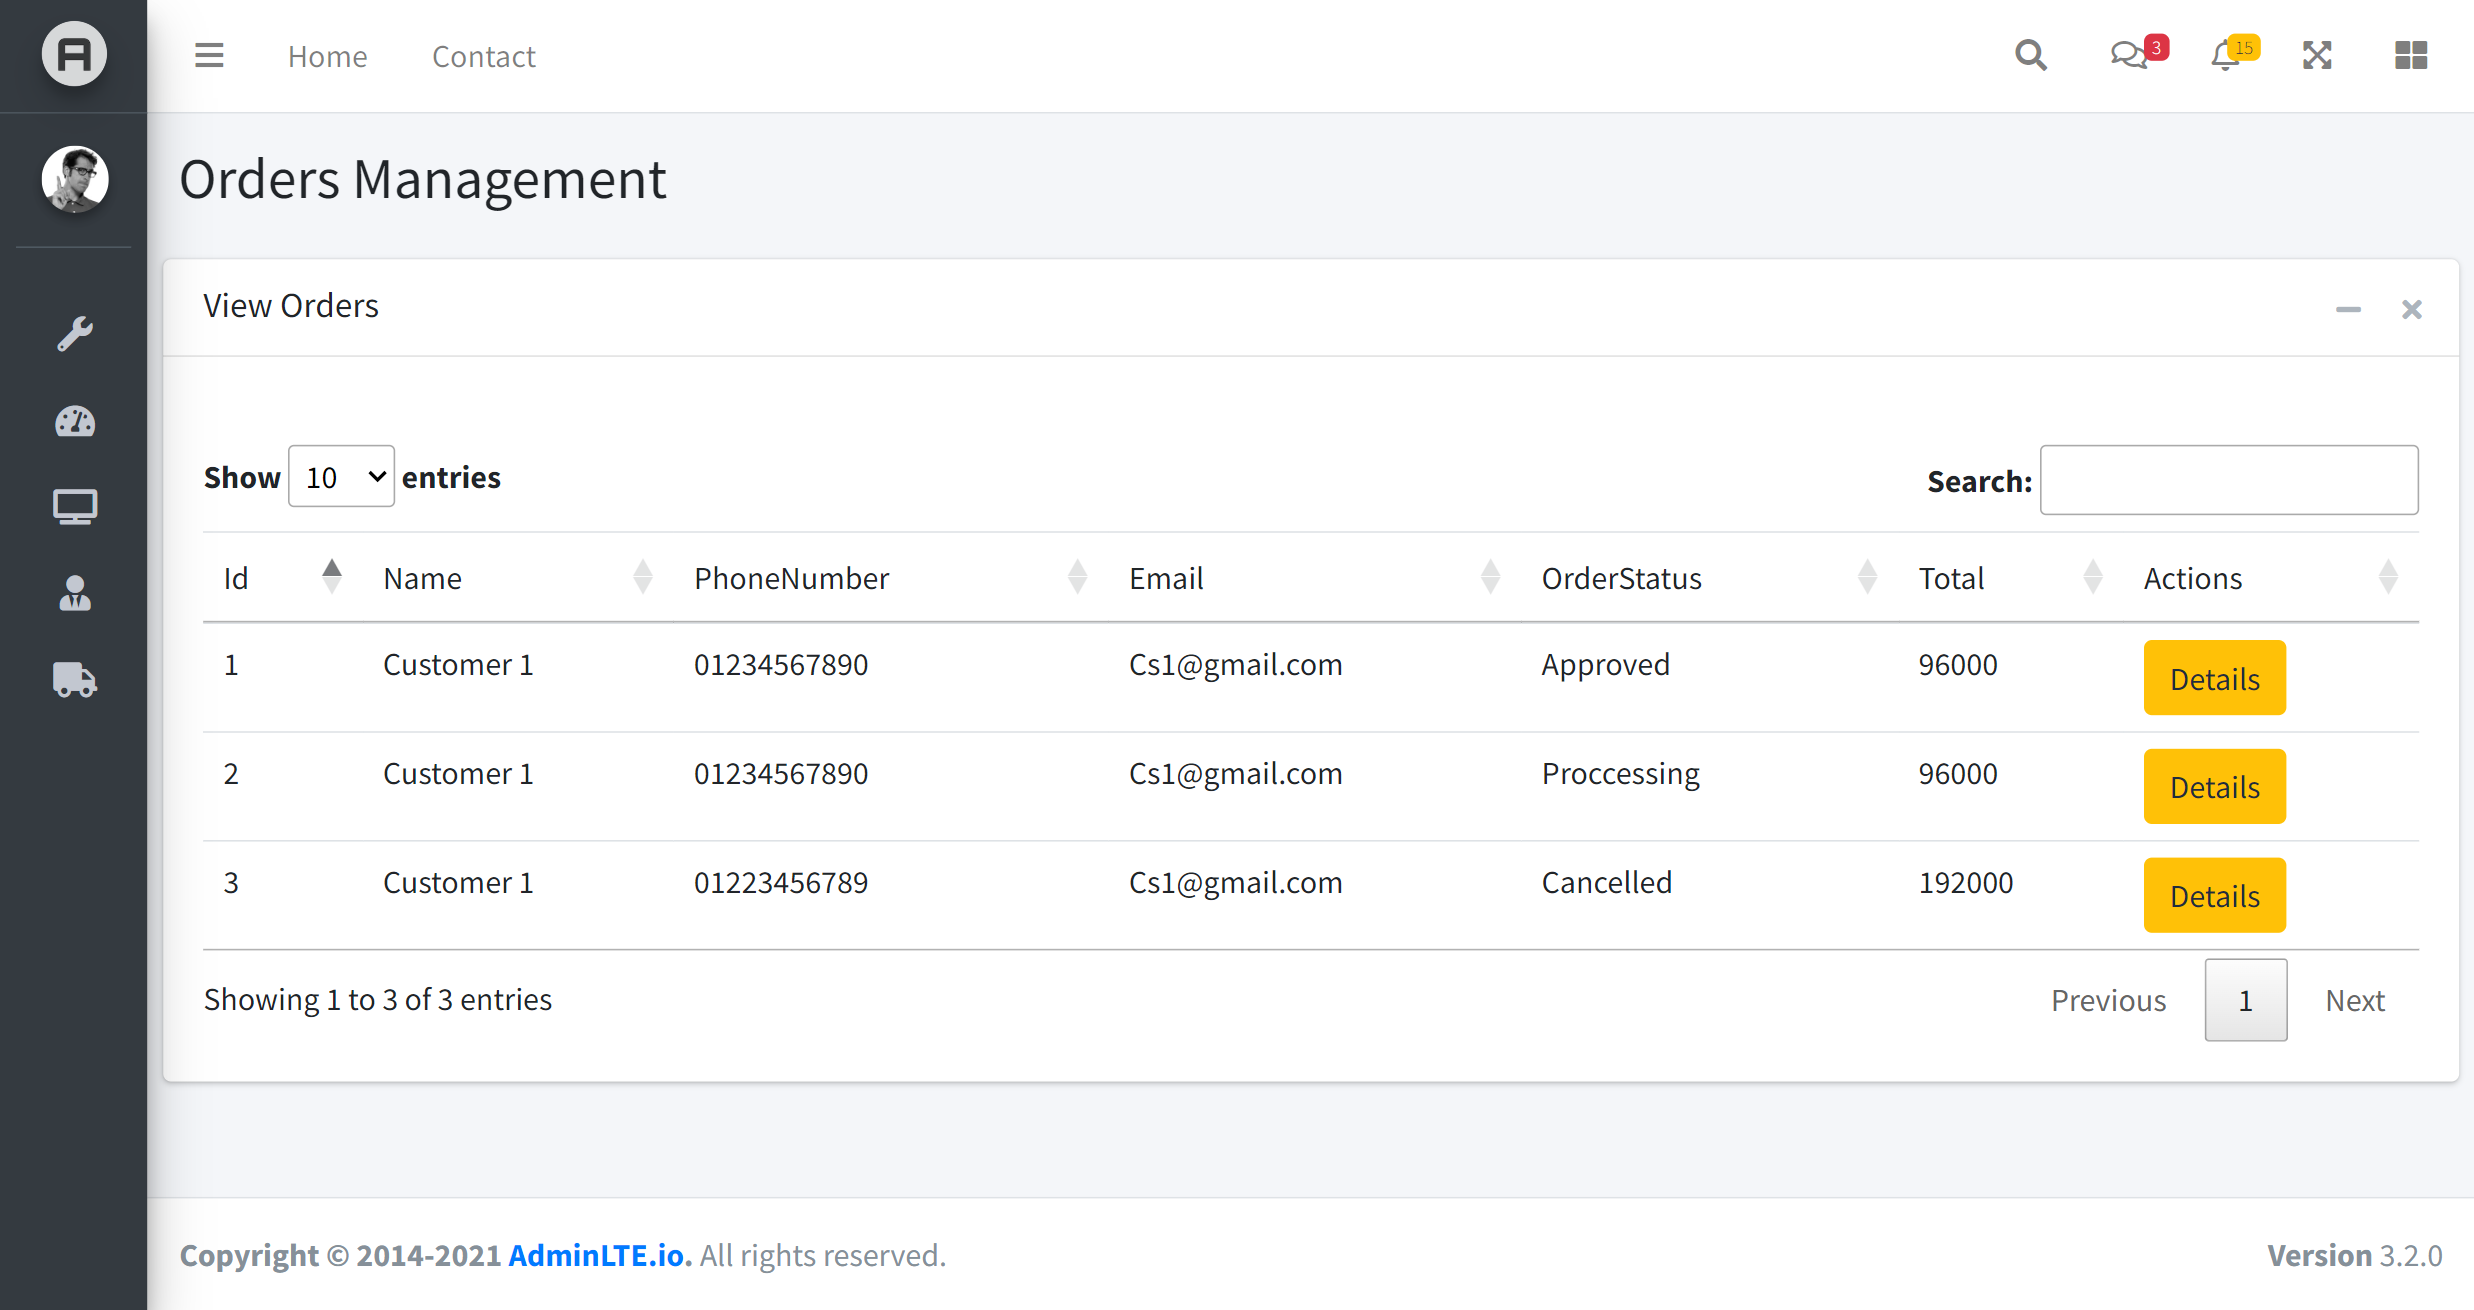 Home Contact 3 15
Orders Management
View Orders
Show 10 entries Search:
Id Name PhoneNumber Email OrderStatus Total Actions
1 Customer 1 01234567890 Cs1@gmail.com Approved 96000 Details
2 Customer 1 01234567890 Cs1@gmail.com Proccessing 96000 Details
3 Customer 1 01223456789 Cs1@gmail.com Cancelled 192000 Details
Showing 1 to 3 of 3 entries Previous 1 Next
Copyright © 2014-2021 AdminLTE.io. All rights reserved. Version 3.2.0